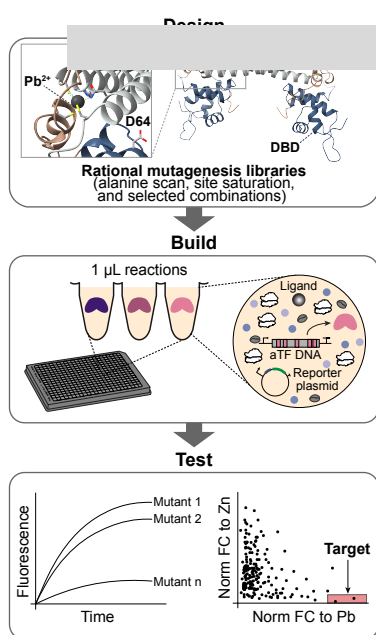 Pb²⁺
D64
DBD
Rational mutagenesis libraries
(alanine scan, site saturation,
and selected combinations)
Build
1 µL reactions
Ligand
aTF DNA
Reporter
plasmid
Test
Fluorescence
Mutant 1
Mutant 2
Mutant n
Time
Norm FC to Zn
Target
Norm FC to Pb